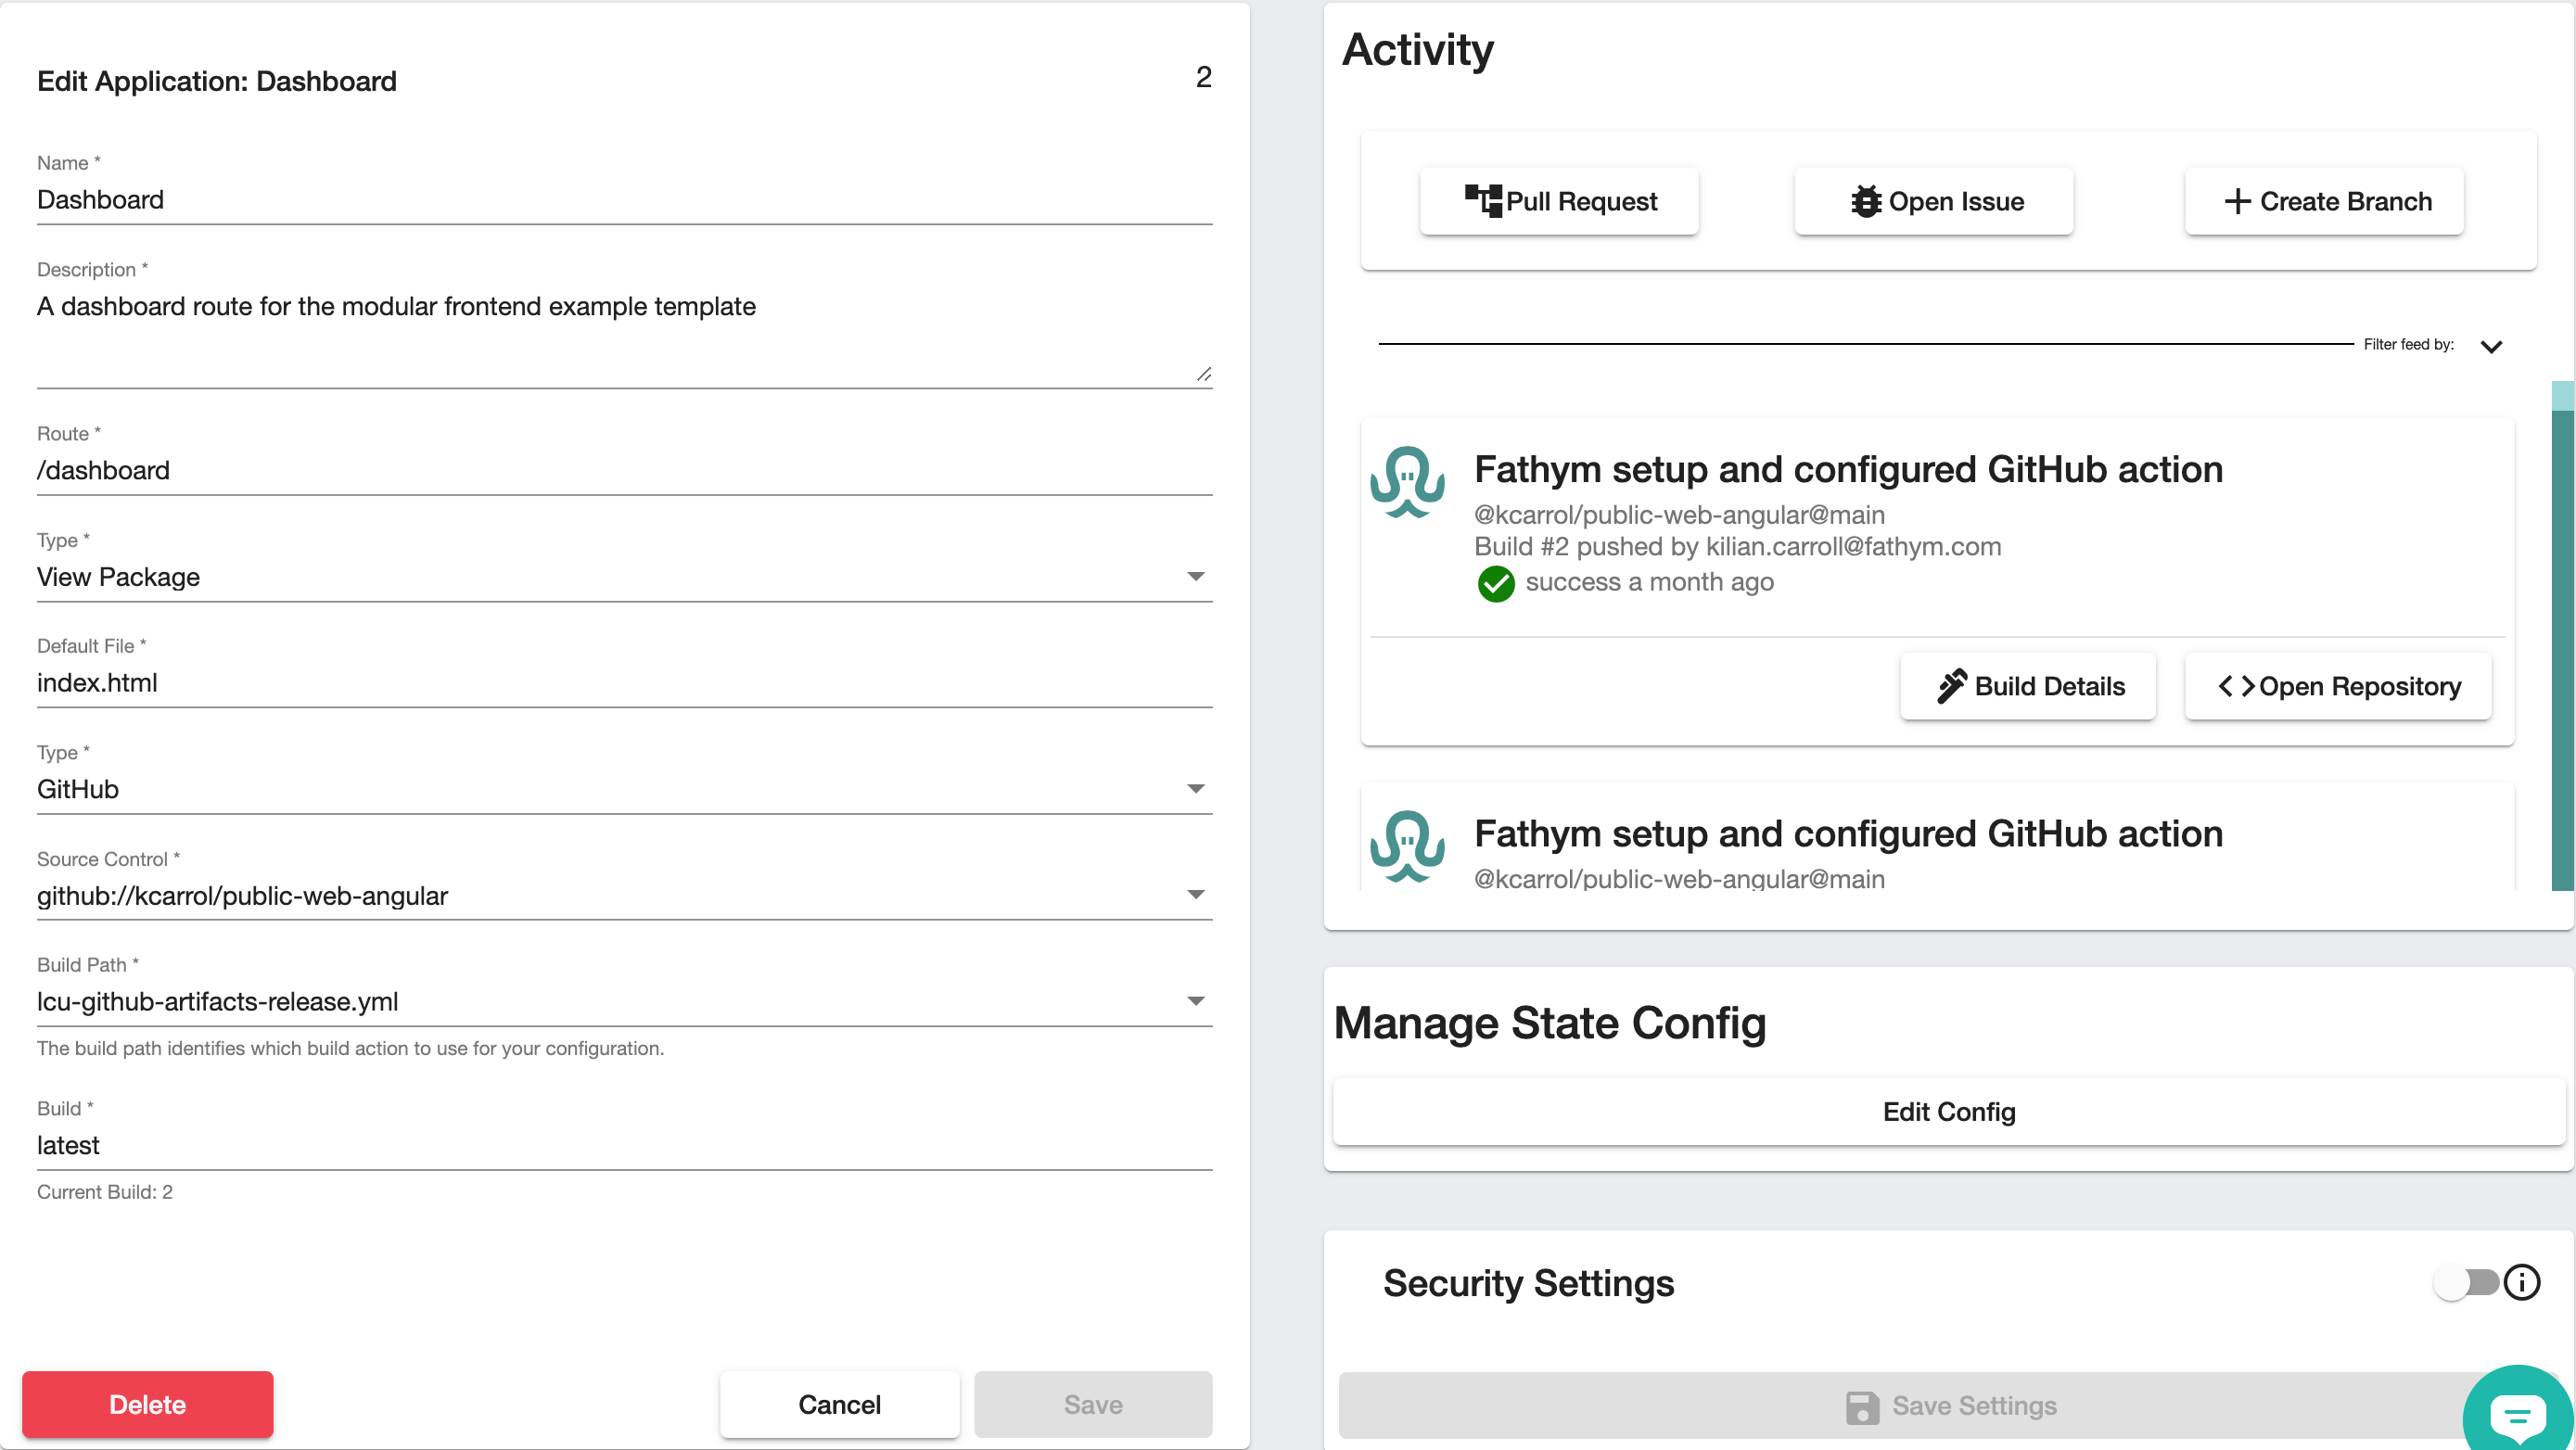 Edit Application: Dashboard
2
Name *
Dashboard
Description *
A dashboard route for the modular frontend example template
Route *
/dashboard
Type *
View Package
Default File *
index.html
Type *
GitHub
Source Control *
github://kcarrol/public-web-angular
Build Path *
lcu-github-artifacts-release.yml
The build path identifies which build action to use for your configuration.
Build *
latest
Current Build: 2
Delete
Cancel
Save
Activity
Pull Request
Open Issue
Create Branch
Filter feed by:
Fathym setup and configured GitHub action
@kcarrol/public-web-angular@main
Build #2 pushed by kilian.carroll@fathym.com
success a month ago
Build Details
Open Repository
Fathym setup and configured GitHub action
@kcarrol/public-web-angular@main
Manage State Config
Edit Config
Security Settings
Save Settings